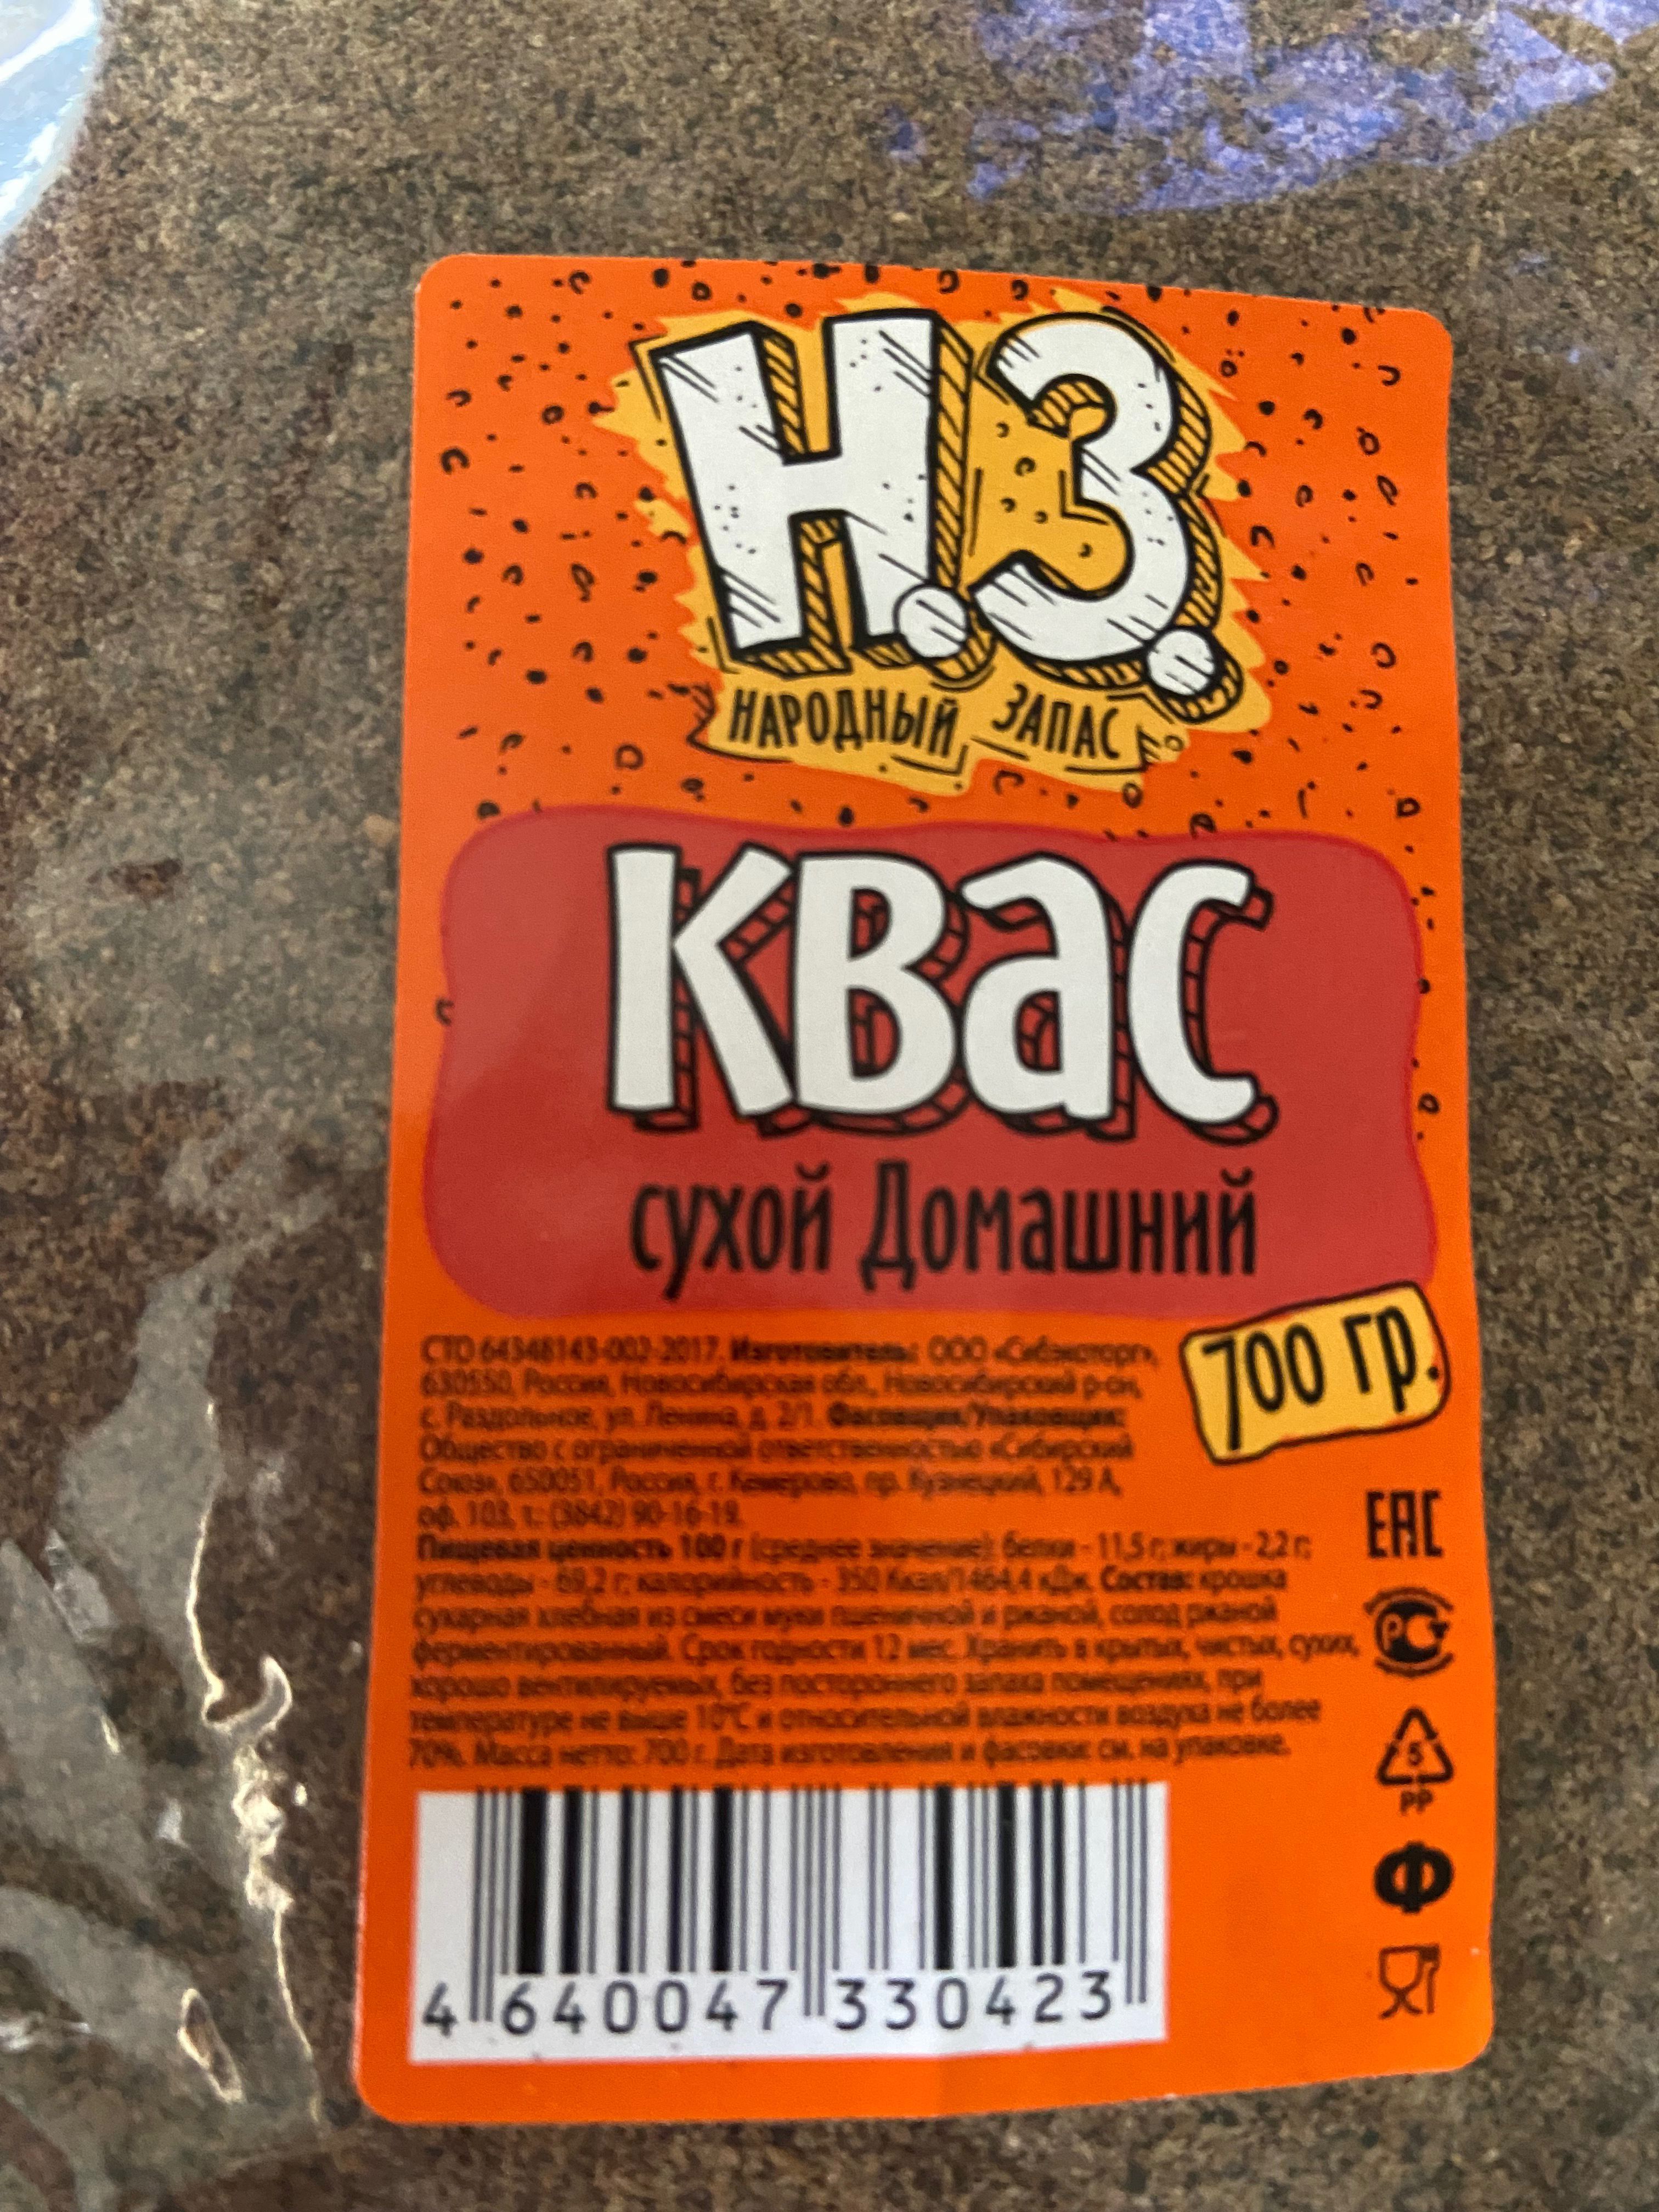 Н.З.
НАРОДНЫЙ ЗАПАС
Квас
сухой Домашний
700 гр.
СТО 64348143-002-2017. Изготовитель: ООО «Сибэкоторг»,
630550, Россия, Новосибирская обл., Новосибирский р-он,
с. Раздольное, ул. Ленина, д. 2/1. Фасовщик/Упаковщик:
Общество с ограниченной ответственностью «Сибирский
Союз», 650051, Россия, г. Кемерово, пр. Кузнецкий, 129 А,
оф. 103, т.: (3842) 90-16-19.
Пищевая ценность 100 г (среднее значение): белки - 11,5 г; жиры - 2,2 г;
углеводы - 69,2 г; калорийность - 350 Ккал/1464,4 кДж. Состав: крошка
сухарная хлебная из смеси муки пшеничной и ржаной, солод ржаной
ферментированный. Срок годности 12 мес. Хранить в крытых, чистых, сухих,
хорошо вентилируемых, без постороннего запаха помещениях, при
температуре не выше 10°С и относительной влажности воздуха не более
70%. Масса нетто: 700 г. Дата изготовления и фасовки: см. на упаковке.
ЕАС
РС
5
PP
Ф
4 640047 330423